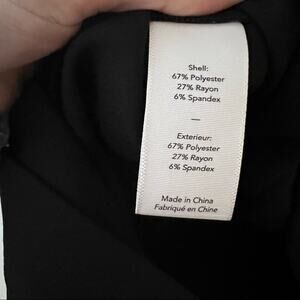 Shell:
67% Polyester
27% Rayon
6% Spandex
—
Exterieur:
67% Polyester
27% Rayon
6% Spandex
Made in China
Fabriqué en Chine